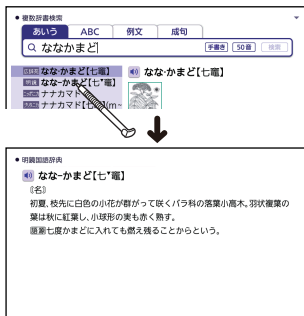 複数辞書検索
あいう ABC 例文 成句
ななかまど
手書き 50音 検索
なな‐かまど【七竈】
なな‐かまど【七竈】
なな‐かまど【七▼竈】
ナナカマド
ナナカマド【七
明鏡国語辞典
なな‐かまど【七▼竈】
《名》
初夏、枝先に白色の小花が群がって咲くバラ科の落葉小高木。羽状複葉の
葉は秋に紅葉し、小球形の実も赤く熟す。
語源七度かまどに入れても燃え残ることからという。